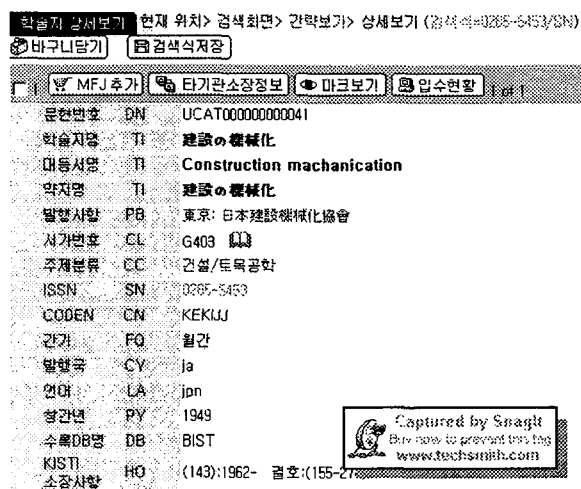 학술지 상세보기 현재 위치> 검색회면> 간략보기> 상세보기 (검색식=0285-5453/SN)
바구니담기 검색식저장
1 MFJ추가 타기관소장정보 마크보기 입수현황 1 of 1
문헌번호 DN UCAT000000000041
학술지명 TI 建設の機械化
대등서명 TI Construction machanication
약자명 TI 建設の機械化
발행사항 PB 東京: 日本建設機械化協會
서가번호 CL G403
주제분류 CC 건설/토목공학
ISSN SN 0285-5453
CODEN CN KEKIJJ
간기 FQ 월간
발행국 CY ja
언어 LA jpn
창간년 PY 1949
수록DB명 DB BIST
KISTI 소장사항 HO (143):1962- 결호:(155-27
Captured by SnagIt
Buy now to prevent this tag
www.techsmith.com